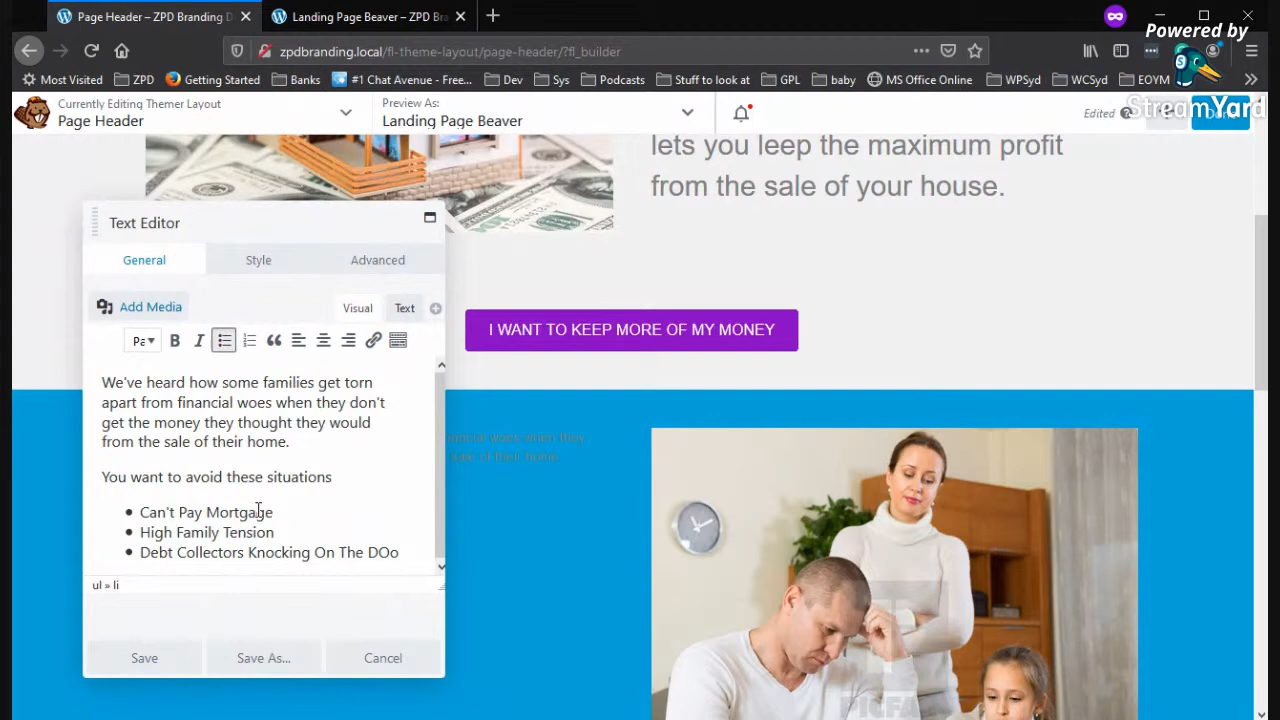 Page Header – ZPD Branding D
Landing Page Beaver – ZPD Bra
Powered by
zpdbranding.local/fl-theme-layout/page-header/?fl_builder
Most Visited
ZPD
Getting Started
Banks
#1 Chat Avenue - Free...
Dev
Sys
Podcasts
Stuff to look at
GPL
baby
MS Office Online
WPSyd
WCSyd
EOYM
StreamYard
Currently Editing Themer Layout
Page Header
Preview As:
Landing Page Beaver
Edited
Done
lets you leep the maximum profit
from the sale of your house.
Text Editor
General
Style
Advanced
Add Media
Visual
Text
Pa
B
I
I WANT TO KEEP MORE OF MY MONEY
We've heard how some families get torn
apart from financial woes when they don't
get the money they thought they would
from the sale of their home.
You want to avoid these situations
Can't Pay Mortgage
High Family Tension
Debt Collectors Knocking On The DOo
ul » li
Save
Save As...
Cancel
sale of their home